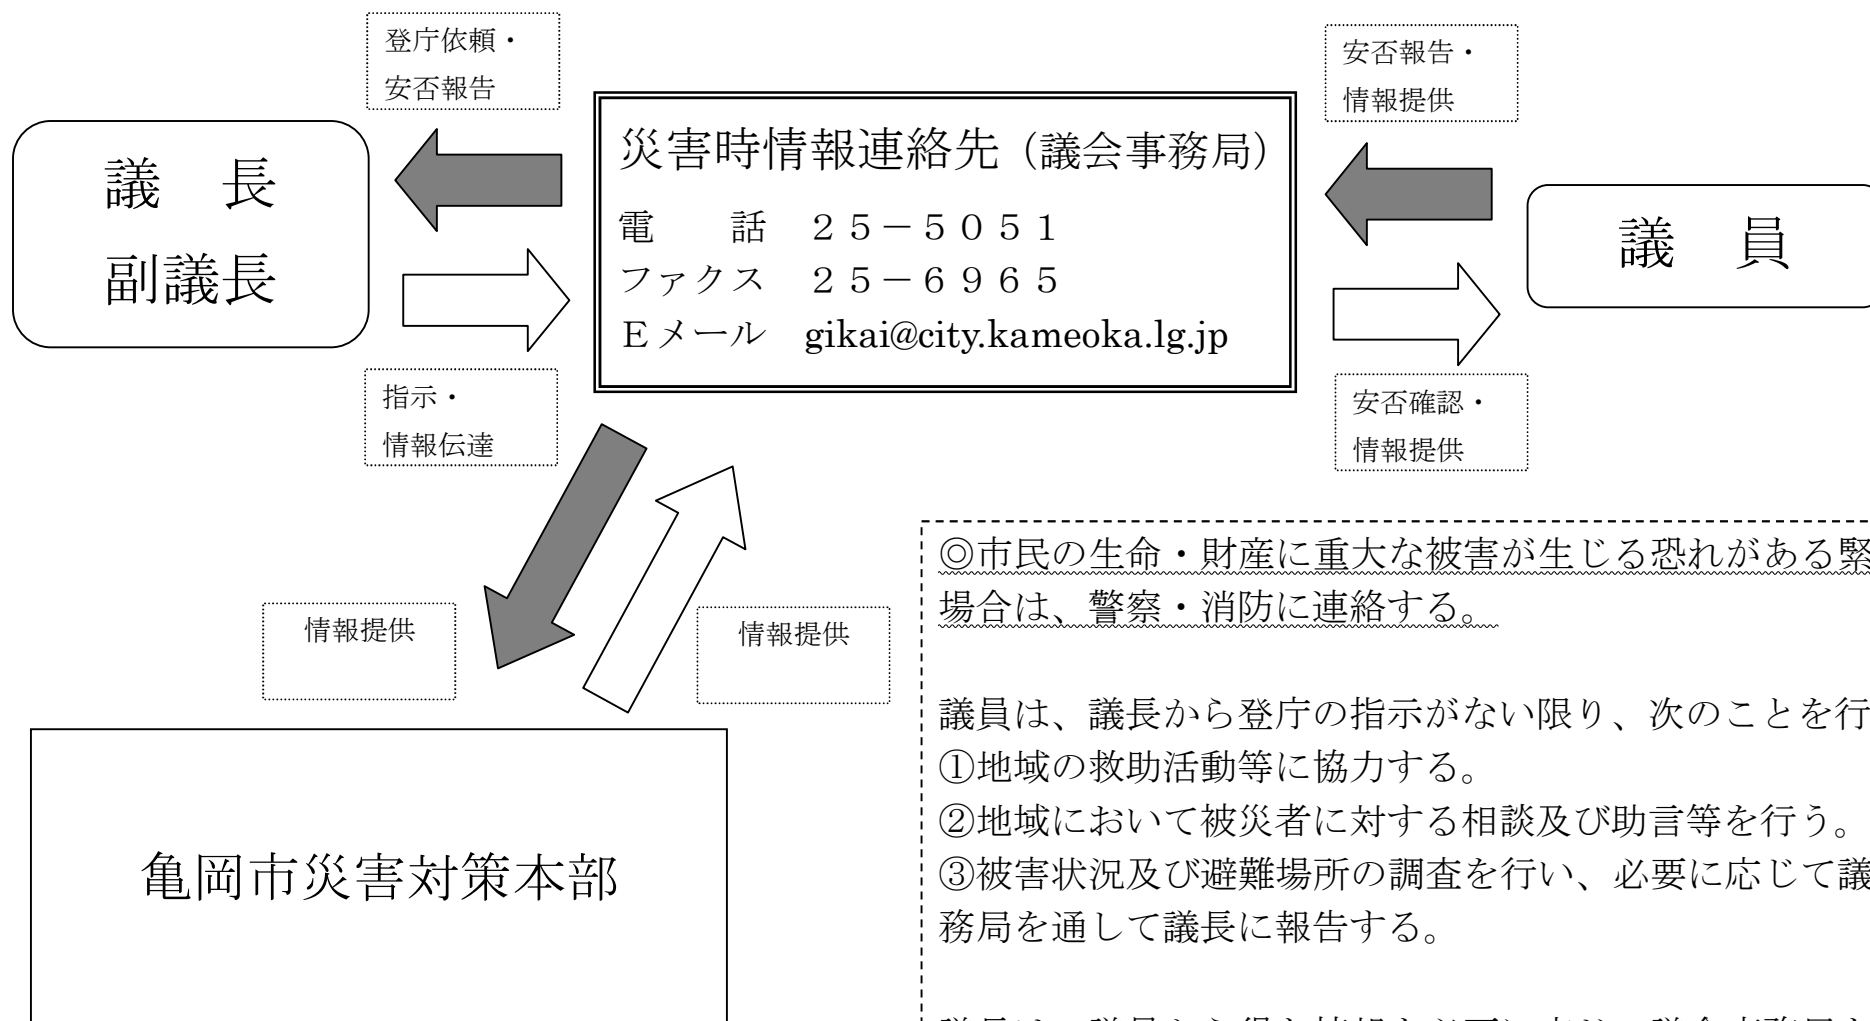 登庁依頼・
安否報告
安否報告・
情報提供
議　長
副議長
災害時情報連絡先（議会事務局）
電　　話　２５－５０５１
ファクス　２５－６９６５
Ｅメール　gikai@city.kameoka.lg.jp
議　員
指示・
情報伝達
安否確認・
情報提供
情報提供
情報提供
亀岡市災害対策本部
◎市民の生命・財産に重大な被害が生じる恐れがある緊
場合は、警察・消防に連絡する。
議員は、議長から登庁の指示がない限り、次のことを行
①地域の救助活動等に協力する。
②地域において被災者に対する相談及び助言等を行う。
③被害状況及び避難場所の調査を行い、必要に応じて議
務局を通して議長に報告する。